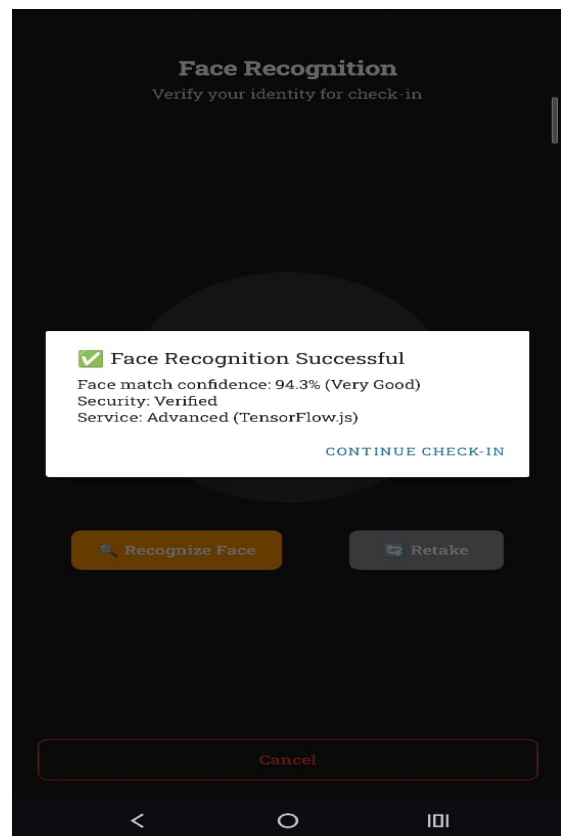 Face Recognition
Verify your identity for check-in
✅ Face Recognition Successful
Face match confidence: 94.3% (Very Good)
Security: Verified
Service: Advanced (TensorFlow.js)
CONTINUE CHECK-IN
🔍 Recognize Face
🔄 Retake
Cancel